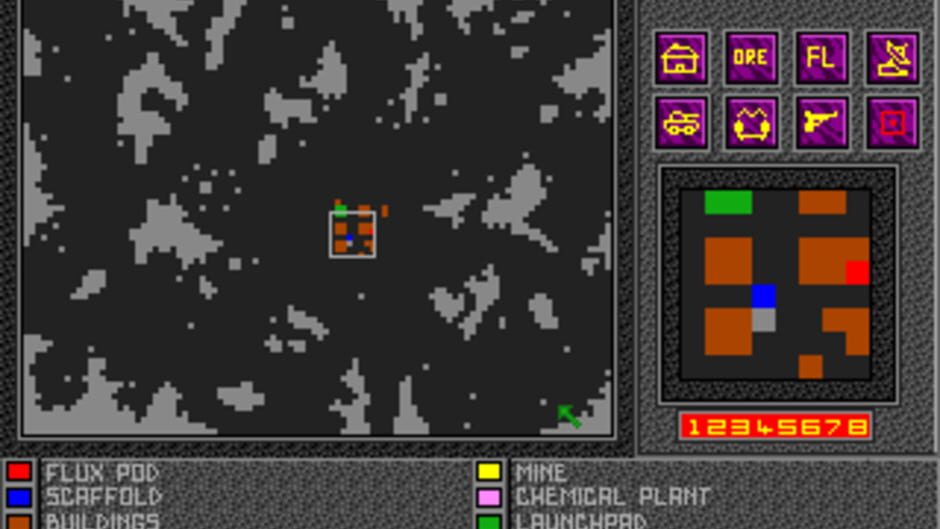 ORE FL
12345678
FLUX POD MINE
SCAFFOLD CHEMICAL PLANT
BUILDINGS LAUNCHPAD